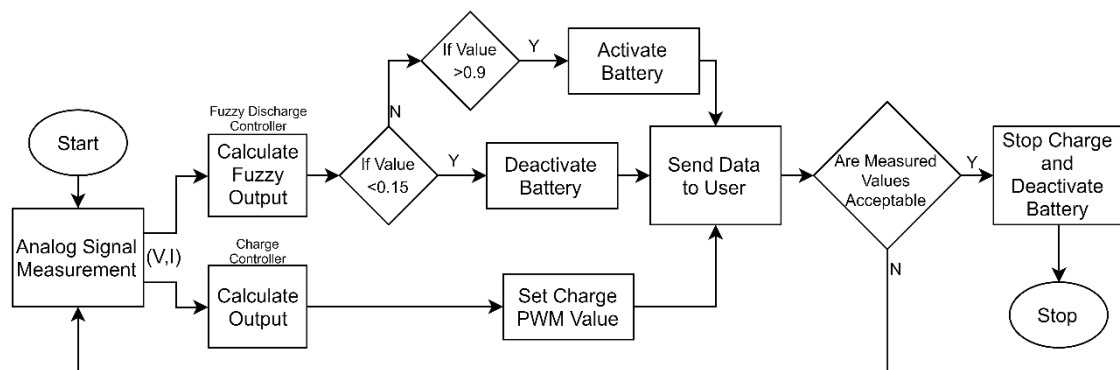 Start
Analog Signal
Measurement
(V,I)
Fuzzy Discharge
Controller
Calculate
Fuzzy
Output
If Value
<0.15
N
If Value
>0.9
Y
Activate
Battery
Y
Deactivate
Battery
Charge
Controller
Calculate
Output
Set Charge
PWM Value
Send Data
to User
Are Measured
Values
Acceptable
Y
N
Stop Charge
and
Deactivate
Battery
Stop